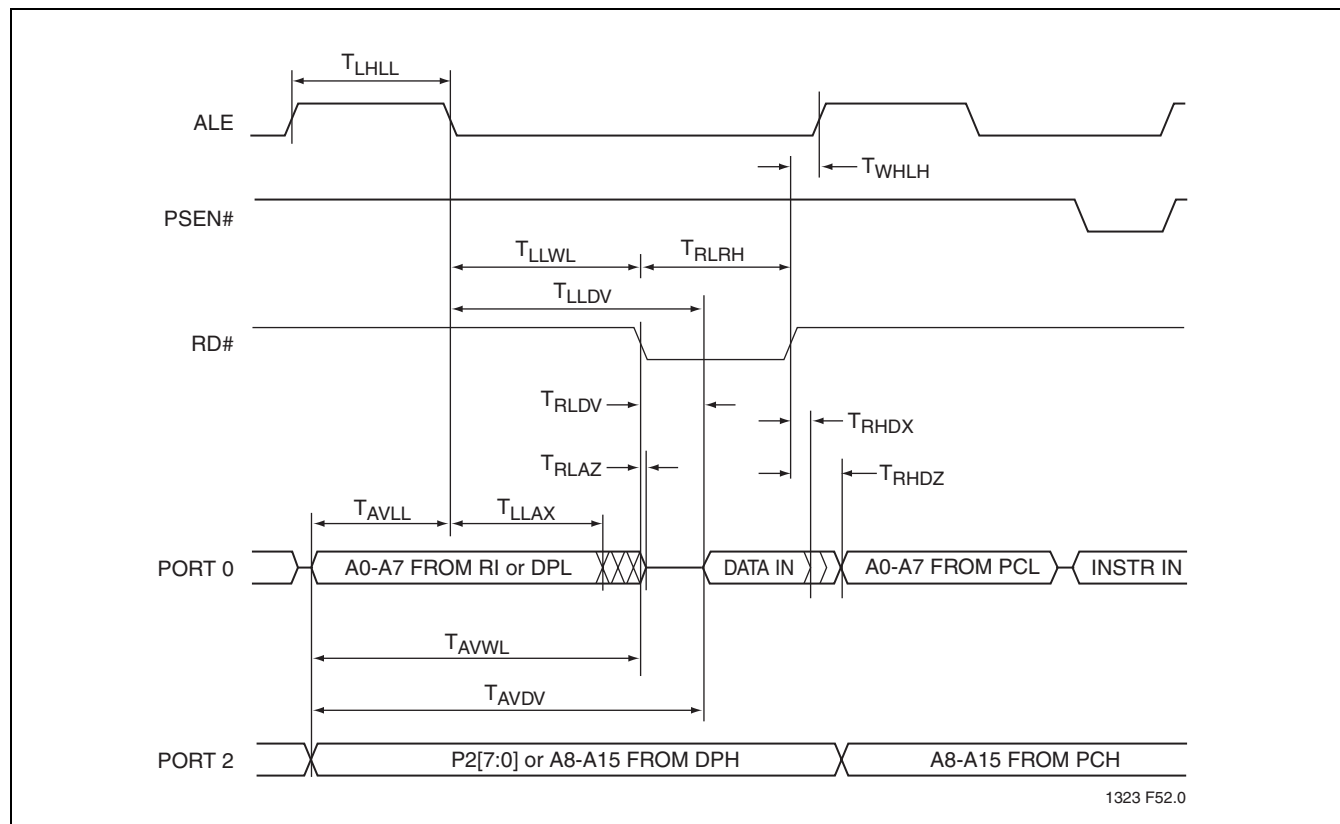 TLHLL
ALE
TWHLH
PSEN#
TLLWL
TRLRH
TLLDV
RD#
TRLDV
TRHDX
TRLAZ
TRHDZ
TAVLL
TLLAX
PORT 0
A0-A7 FROM RI or DPL
DATA IN
A0-A7 FROM PCL
INSTR IN
TAVWL
TAVDV
PORT 2
P2[7:0] or A8-A15 FROM DPH
A8-A15 FROM PCH
1323 F52.0